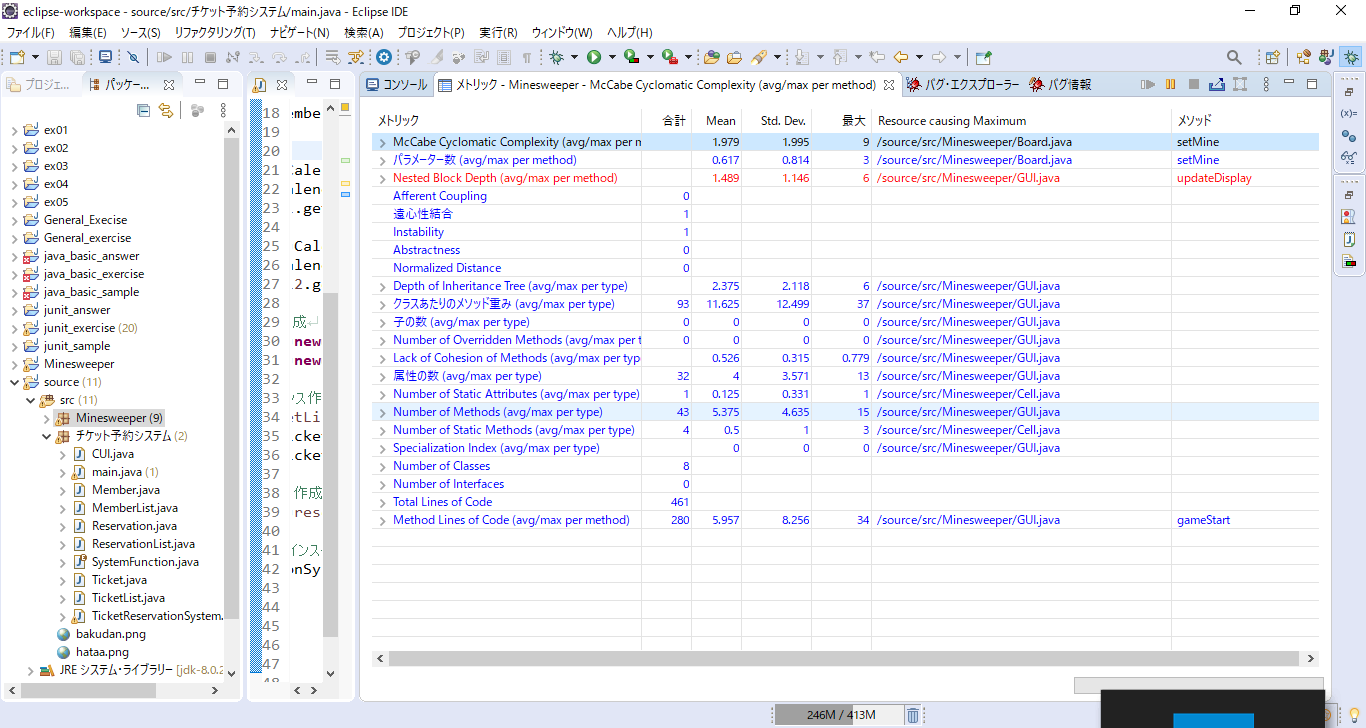 eclipse-workspace - source/src/チケット予約システム/main.java - Eclipse IDE
ファイル(F) 編集(E) ソース(S) リファクタリング(T) ナビゲート(N) 検索(A) プロジェクト(P) 実行(R) ウィンドウ(W) ヘルプ(H)
プロジェ... パッケー...
ex01
ex02
ex03
ex04
ex05
General_Execise
General_exercise
java_basic_answer
java_basic_exercise
java_basic_sample
junit_answer
junit_exercise (20)
junit_sample
Minesweeper
source (11)
src (11)
Minesweeper (9)
チケット予約システム (2)
CUI.java
main.java (1)
Member.java
MemberList.java
Reservation.java
ReservationList.java
SystemFunction.java
Ticket.java
TicketList.java
TicketReservationSystem.
bakudan.png
hataa.png
JRE システム・ライブラリー [jdk-8.0.2
18 embe
19
20
21 Cale
22 alen
23 .get
24
25 Cal
26 alen
27 2.g
28
29 成↵
30 new
31 new
32
33 ンス作
34 etLi
35 icket
36 icket
37
38 作成
39 res
40
41 インス
42 onSy
43
44
45
46
47
コンソール メトリック - Minesweeper - McCabe Cyclomatic Complexity (avg/max per method) バグ・エクスプローラー バグ情報
メトリック 合計 Mean Std. Dev. 最大 Resource causing Maximum メソッド
McCabe Cyclomatic Complexity (avg/max per m 1.979 1.995 9 /source/src/Minesweeper/Board.java setMine
パラメーター数 (avg/max per method) 0.617 0.814 3 /source/src/Minesweeper/Board.java setMine
Nested Block Depth (avg/max per method) 1.489 1.146 6 /source/src/Minesweeper/GUI.java updateDisplay
Afferent Coupling 0
遠心性結合 1
Instability 1
Abstractness 0
Normalized Distance 0
Depth of Inheritance Tree (avg/max per type) 2.375 2.118 6 /source/src/Minesweeper/GUI.java
クラスあたりのメソッド重み (avg/max per type) 93 11.625 12.499 37 /source/src/Minesweeper/GUI.java
子の数 (avg/max per type) 0 0 0 0 /source/src/Minesweeper/GUI.java
Number of Overridden Methods (avg/max per t 0 0 0 0 /source/src/Minesweeper/GUI.java
Lack of Cohesion of Methods (avg/max per typ 0.526 0.315 0.779 /source/src/Minesweeper/GUI.java
属性の数 (avg/max per type) 32 4 3.571 13 /source/src/Minesweeper/GUI.java
Number of Static Attributes (avg/max per type) 1 0.125 0.331 1 /source/src/Minesweeper/Cell.java
Number of Methods (avg/max per type) 43 5.375 4.635 15 /source/src/Minesweeper/GUI.java
Number of Static Methods (avg/max per type) 4 0.5 1 3 /source/src/Minesweeper/Cell.java
Specialization Index (avg/max per type) 0 0 0 /source/src/Minesweeper/GUI.java
Number of Classes 8
Number of Interfaces 0
Total Lines of Code 461
Method Lines of Code (avg/max per method) 280 5.957 8.256 34 /source/src/Minesweeper/GUI.java gameStart
246M / 413M